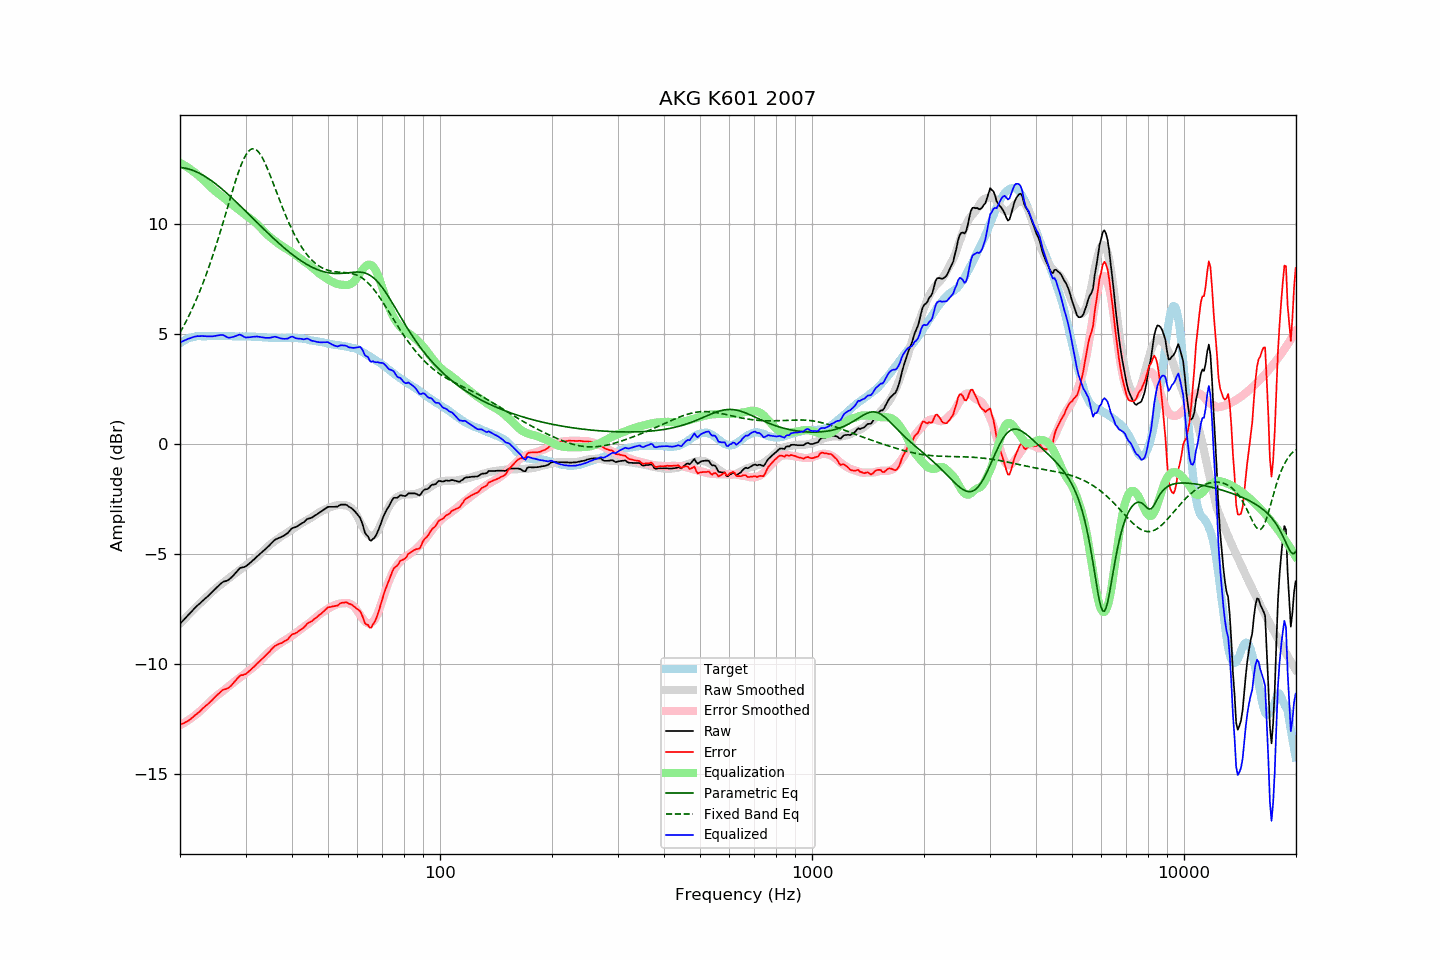 AKG K601 2007
Amplitude (dBr)
10
5
0
−5
−10
−15
Target
Raw Smoothed
Error Smoothed
Raw
Error
Equalization
Parametric Eq
Fixed Band Eq
Equalized
100
1000
10000
Frequency (Hz)